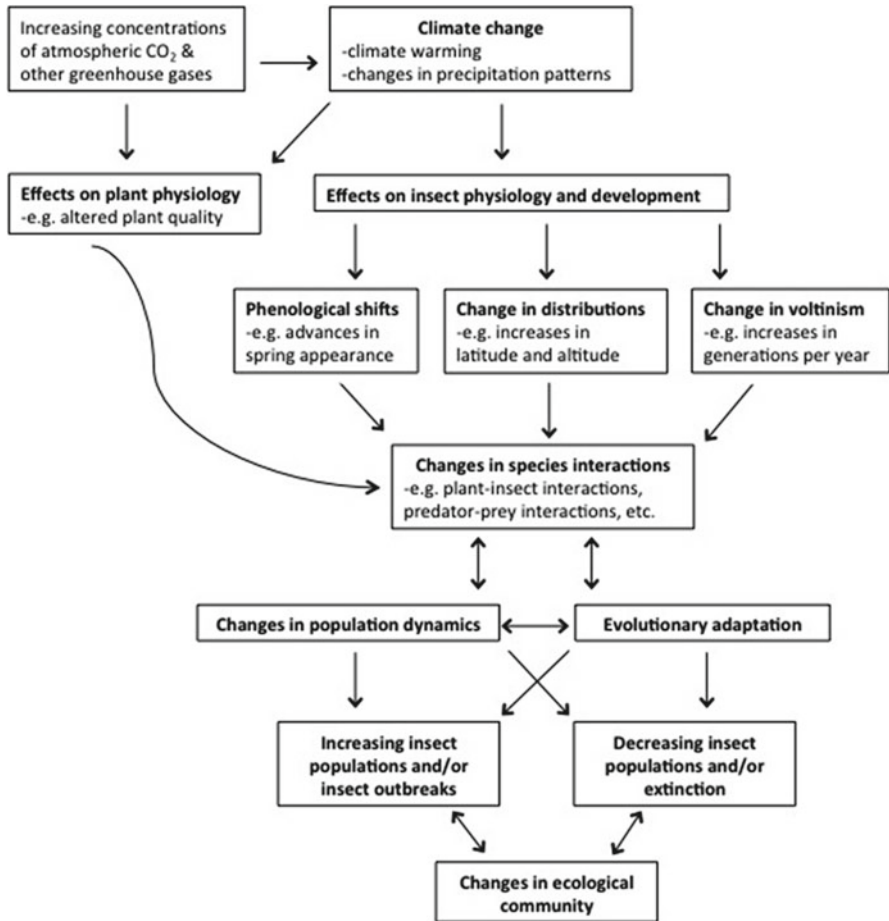 Increasing concentrations
of atmospheric CO₂ &
other greenhouse gases
Climate change
-climate warming
-changes in precipitation patterns
Effects on plant physiology
-e.g. altered plant quality
Effects on insect physiology and development
Phenological shifts
-e.g. advances in
spring appearance
Change in distributions
-e.g. increases in
latitude and altitude
Change in voltinism
-e.g. increases in
generations per year
Changes in species interactions
-e.g. plant-insect interactions,
predator-prey interactions, etc.
Changes in population dynamics
Evolutionary adaptation
Increasing insect
populations and/or
insect outbreaks
Decreasing insect
populations and/or
extinction
Changes in ecological
community